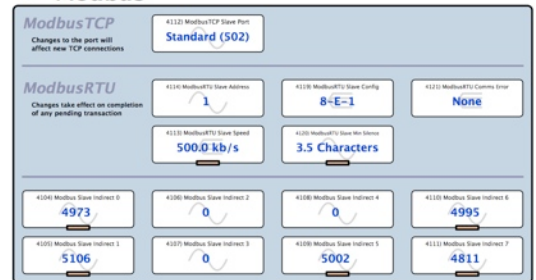 ModbusTCP
Changes to the port will
affect new TCP connections
4112) ModbusTCP Slave Port
Standard (502)
ModbusRTU
Changes take effect on completion
of any pending transaction
4114) ModbusRTU Slave Address
1
4119) ModbusRTU Slave Config
8-E-1
4121) ModbusRTU Comms Error
None
4113) ModbusRTU Slave Speed
500.0 kb/s
4120) ModbusRTU Slave Min Silence
3.5 Characters
4104) Modbus Slave Indirect 0
4973
4106) Modbus Slave Indirect 2
0
4108) Modbus Slave Indirect 4
0
4110) Modbus Slave Indirect 6
4995
4105) Modbus Slave Indirect 1
5106
4107) Modbus Slave Indirect 3
0
4109) Modbus Slave Indirect 5
5002
4111) Modbus Slave Indirect 7
4811